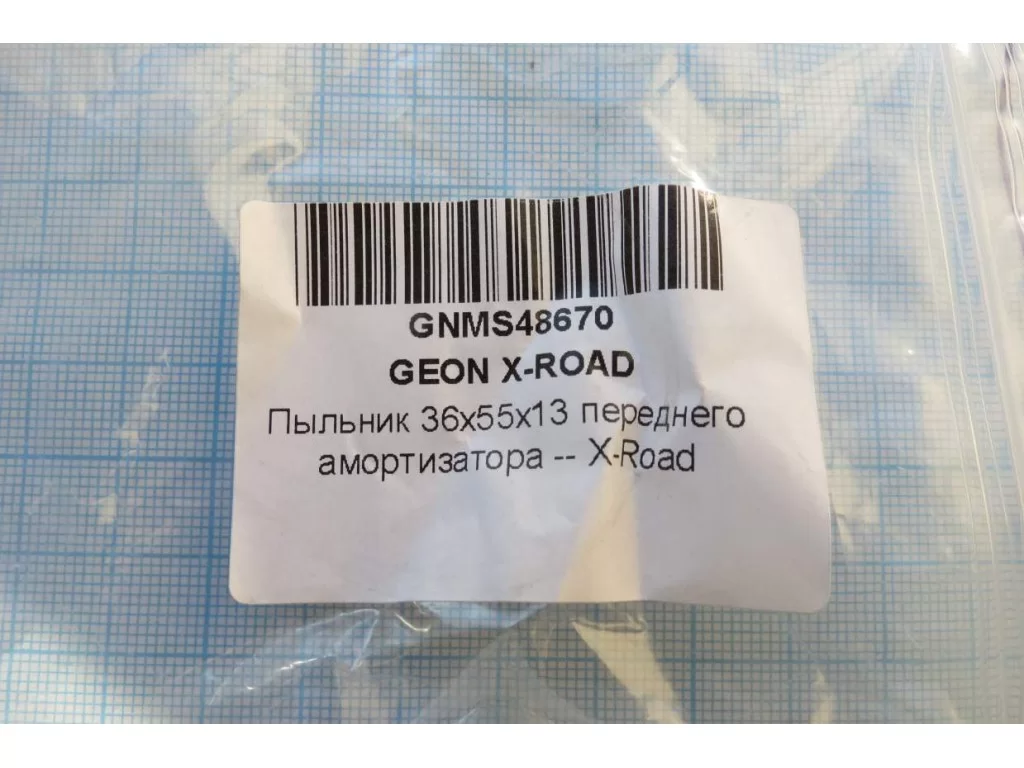 GNMS48670
GEON X-ROAD
Пыльник 36x55x13 переднего
амортизатора -- X-Road